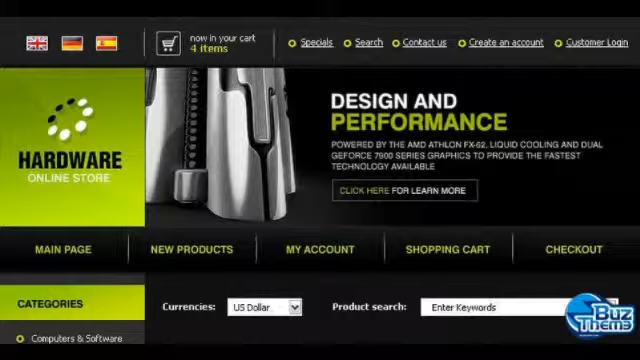 now in your cart
4 items
Specials
Search
Contact us
Create an account
Customer Login
HARDWARE
ONLINE STORE
DESIGN AND
PERFORMANCE
POWERED BY THE AMD ATHLON FX-62, LIQUID COOLING AND DUAL
GEFORCE 7900 SERIES GRAPHICS TO PROVIDE THE FASTEST
TECHNOLOGY AVAILABLE
CLICK HERE FOR LEARN MORE
MAIN PAGE
NEW PRODUCTS
MY ACCOUNT
SHOPPING CART
CHECKOUT
CATEGORIES
Currencies:
US Dollar
Product search:
Enter Keywords
Computers & Software
Buz
Thems